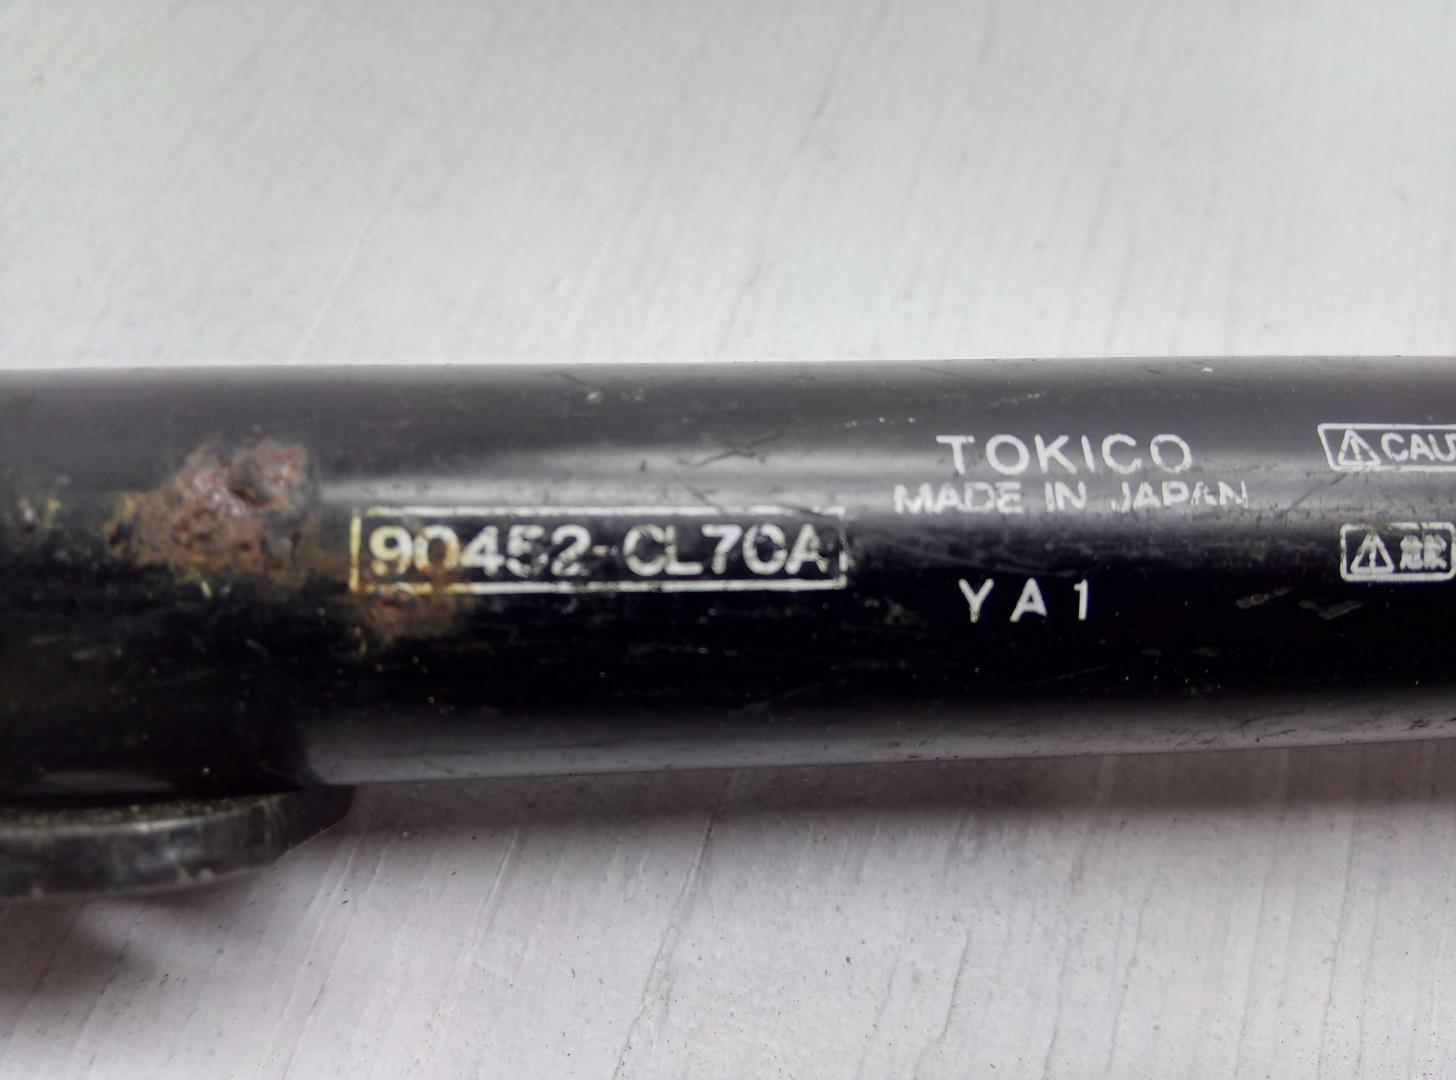 TOKICO
MADE IN JAPAN
⚠CAU
90452-CL70A
⚠危険
YA1